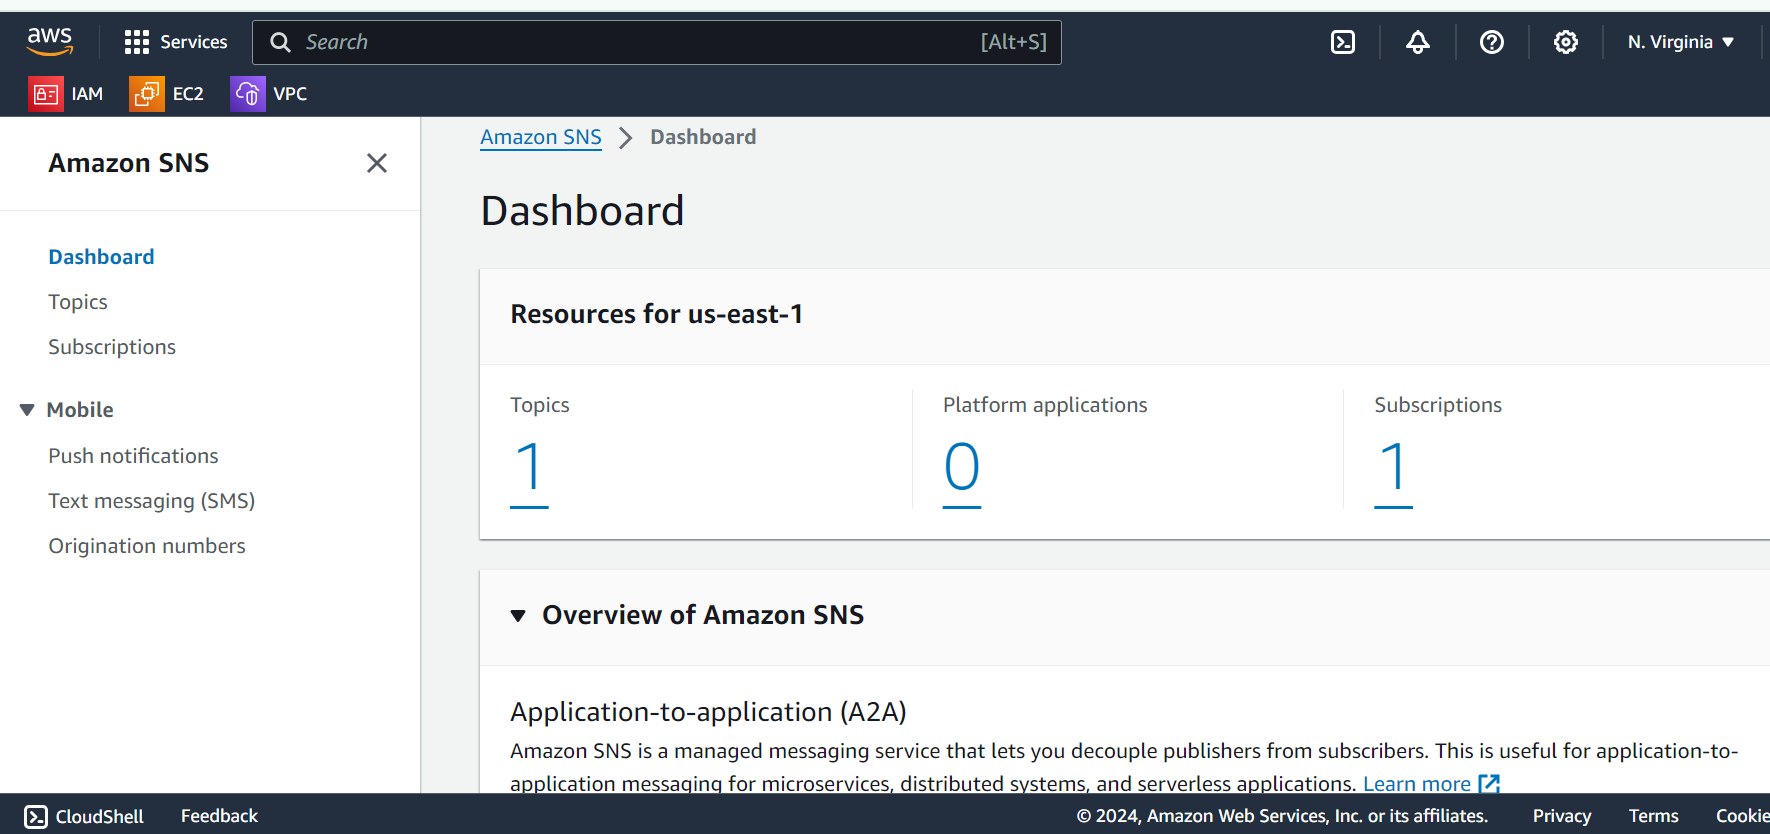 aws
Services
Search
[Alt+S]
N. Virginia
IAM
EC2
VPC
Amazon SNS
Dashboard
Topics
Subscriptions
Mobile
Push notifications
Text messaging (SMS)
Origination numbers
Amazon SNS
Dashboard
Dashboard
Resources for us-east-1
Topics
1
Platform applications
0
Subscriptions
1
Overview of Amazon SNS
Application-to-application (A2A)
Amazon SNS is a managed messaging service that lets you decouple publishers from subscribers. This is useful for application-to-
application messaging for microservices, distributed systems, and serverless applications. Learn more
CloudShell
Feedback
© 2024, Amazon Web Services, Inc. or its affiliates.
Privacy
Terms
Cookie